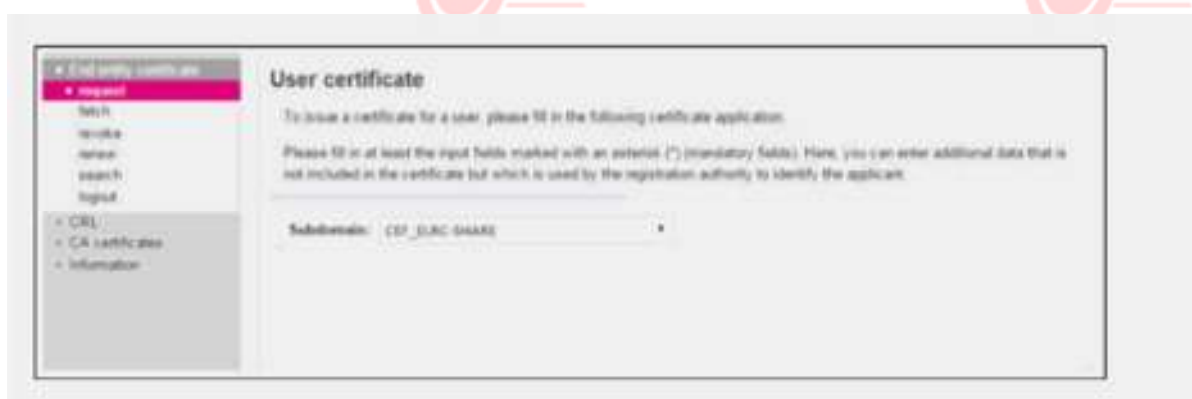 End entity certificate
request
fetch
revoke
renew
search
logout
CRL
CA certificates
Information
User certificate
To issue a certificate for a user, please fill in the following certificate application.
Please fill in at least the input fields marked with an asterisk (*) (mandatory fields). Here, you can enter additional data that is
not included in the certificate but which is used by the registration authority to identify the applicant.
Subdomain: CEF_ELRC-SHARE